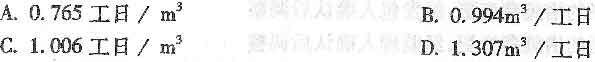 A. 0.765 工日 / m³ B. 0.994m³ / 工日
C. 1.006 工日 / m³ D. 1.307m³ / 工日